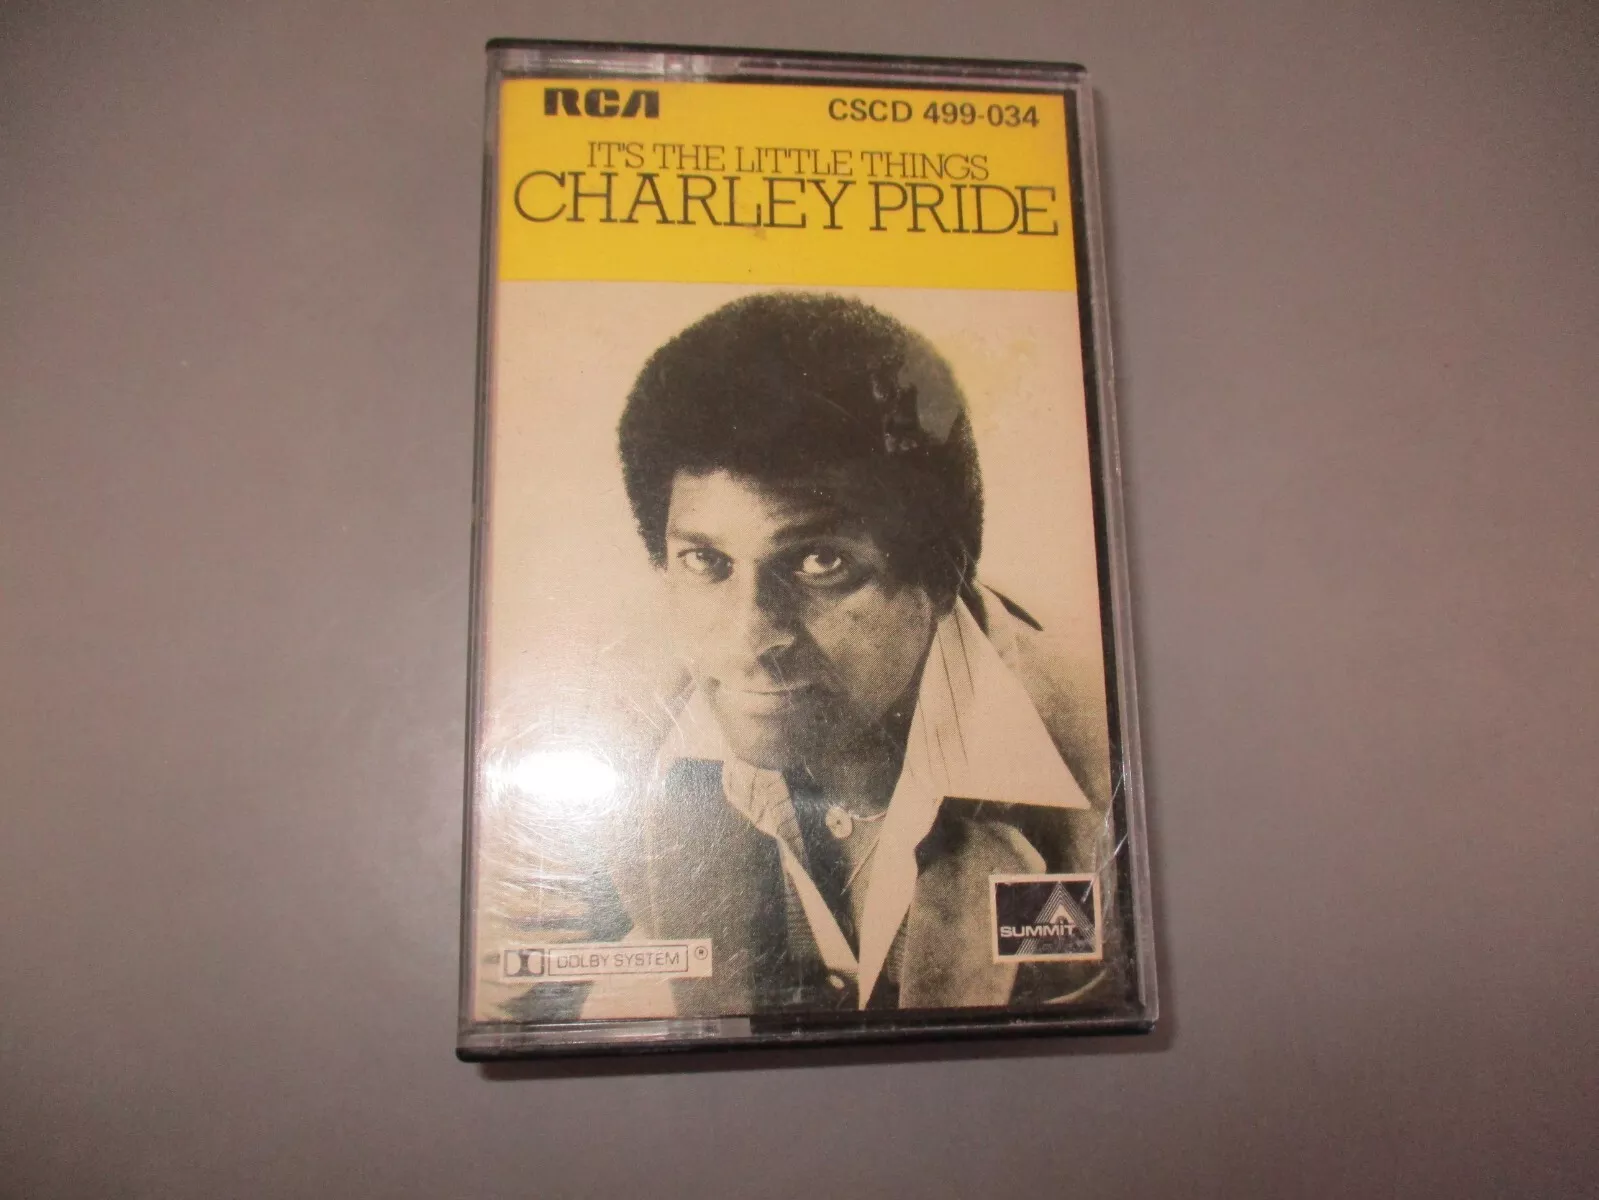 RCA
CSCD 499-034
IT'S THE LITTLE THINGS
CHARLEY PRIDE
SUMMIT
DOLBY SYSTEM ®